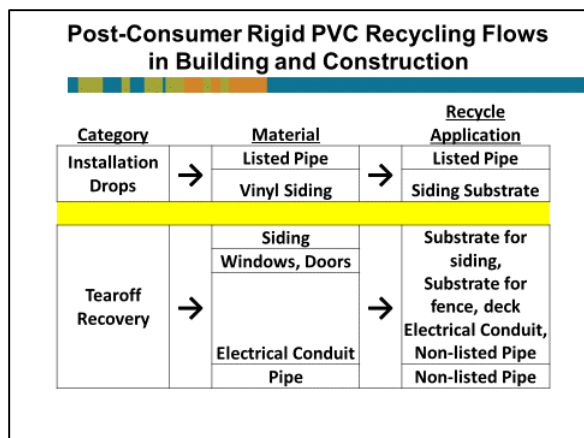 Post-Consumer Rigid PVC Recycling Flows
in Building and Construction
Category
Material
Recycle
Application
Installation
Drops
→
Listed Pipe
Vinyl Siding
→
Listed Pipe
Siding Substrate
Tearoff
Recovery
→
Siding
Windows, Doors
Electrical Conduit
Pipe
→
Substrate for
siding,
Substrate for
fence, deck
Electrical Conduit,
Non-listed Pipe
Non-listed Pipe